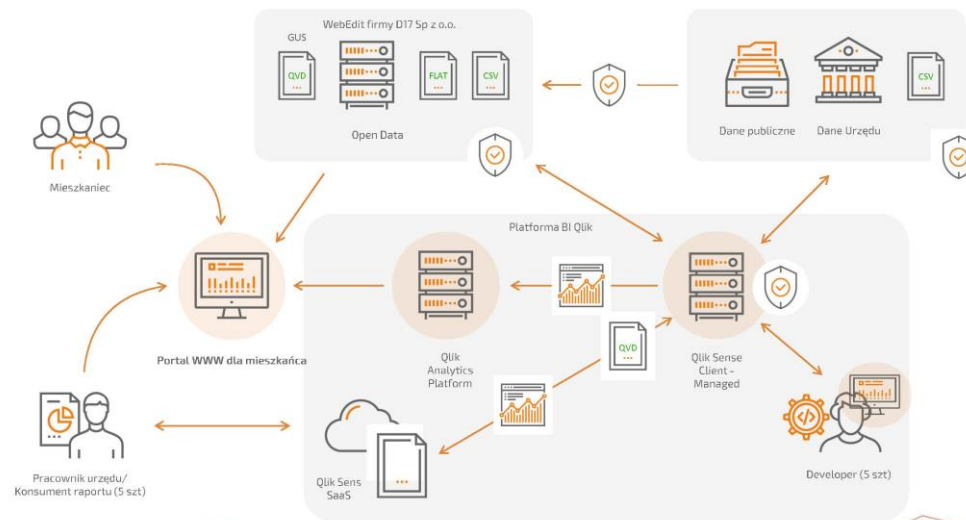 WebEdit firmy D17 Sp z o.o.
GUS
QVD
FLAT
CSV
Open Data
CSV
Dane publiczne
Dane Urzędu
Mieszkaniec
Platforma BI Qlik
Portal WWW dla mieszkańca
Qlik
Analytics
Platform
QVD
Qlik Sense
Client -
Managed
Pracownik urzędu/
Konsument raportu (5 szt)
Qlik Sens
SaaS
Developer (5 szt)